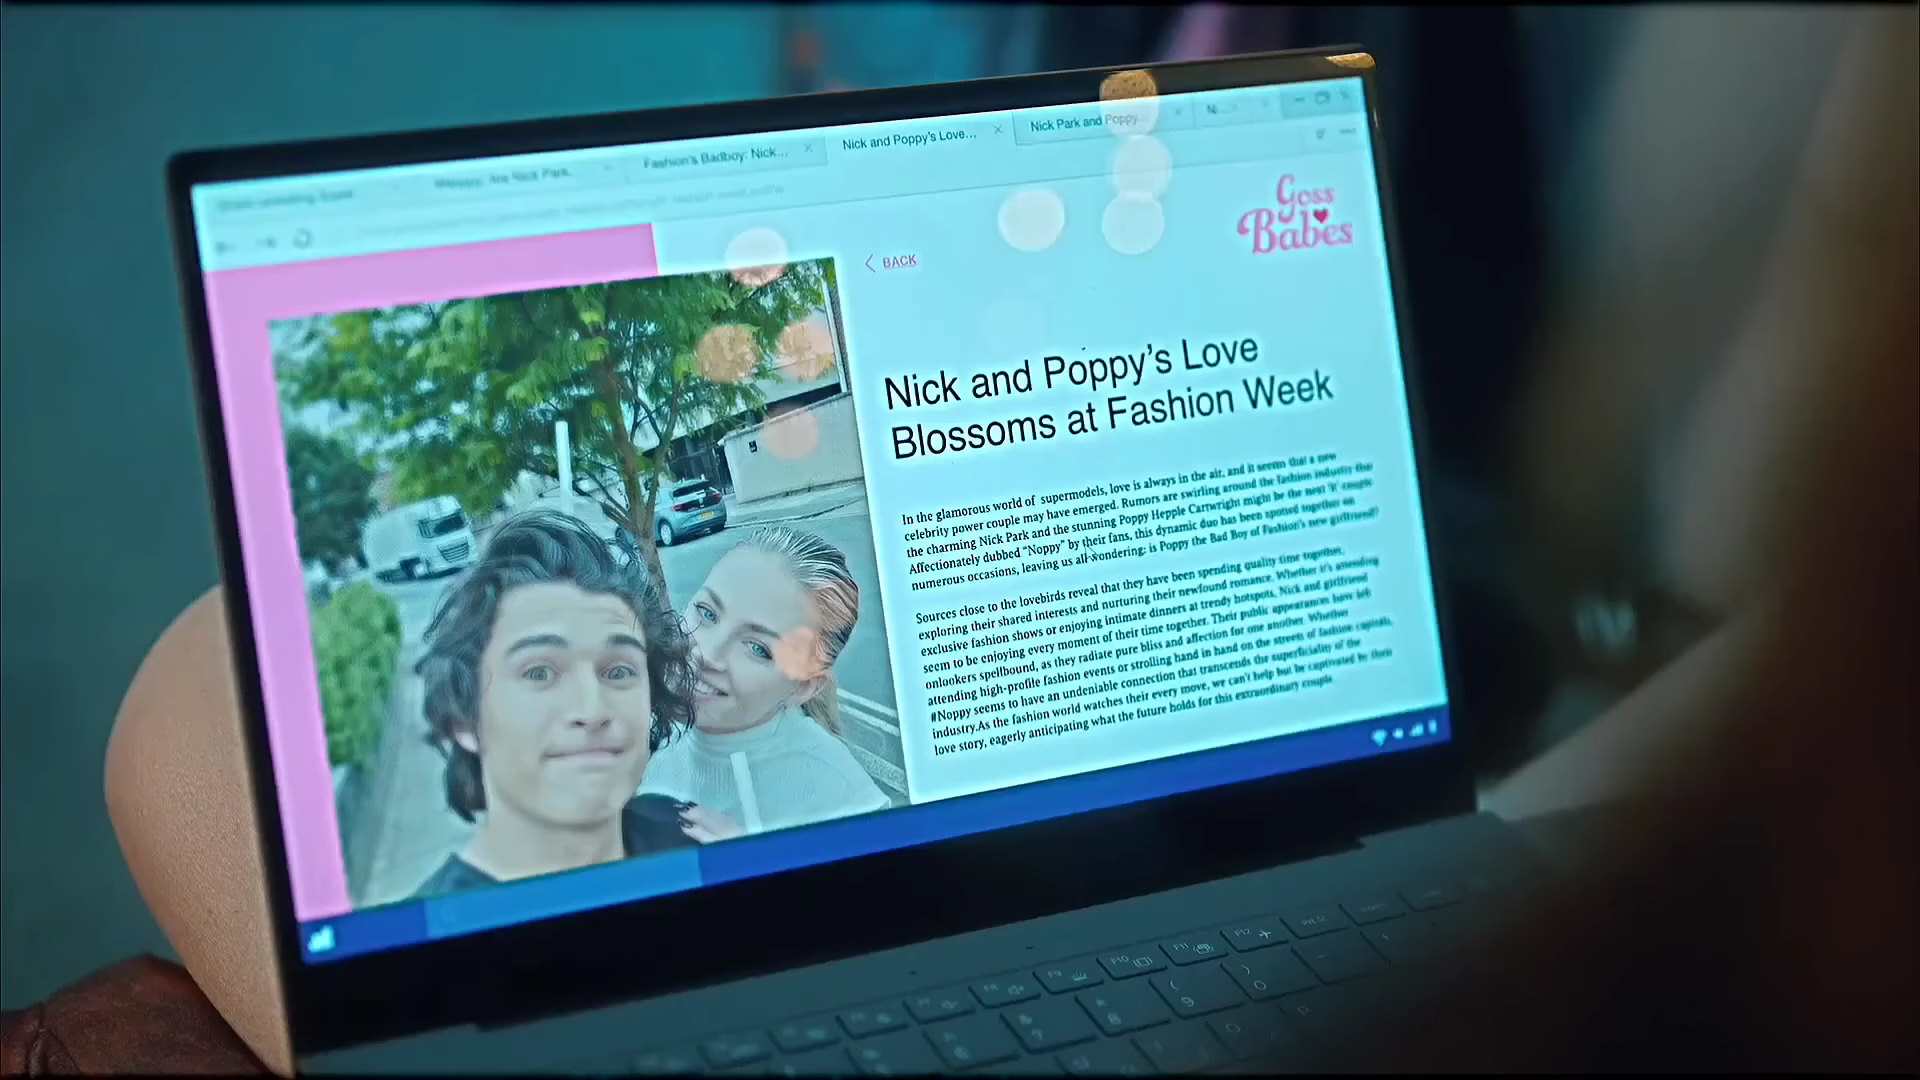 Fashion's Badboy: Nick...
Nick and Poppy's Love...
Nick Park and Poppy
N...
Goss
Babes
BACK
Nick and Poppy's Love
Blossoms at Fashion Week
In the glamorous world of supermodels, love is always in the air, and it seems that a new
celebrity power couple may have emerged. Rumors are swirling around the fashion industry that
the charming Nick Park and the stunning Poppy Hepple Cartwright might be the next 'it' couple
Affectionately dubbed "Noppy" by their fans, this dynamic duo has been spotted together on
numerous occasions, leaving us all wondering: is Poppy the Bad Boy of Fashion's new girlfriend?
Sources close to the lovebirds reveal that they have been spending quality time together,
exploring their shared interests and nurturing their newfound romance. Whether it's attending
exclusive fashion shows or enjoying intimate dinners at trendy hotspots, Nick and girlfriend
seem to be enjoying every moment of their time together. Their public appearances have left
onlookers spellbound, as they radiate pure bliss and affection for one another. Whether
attending high-profile fashion events or strolling hand in hand on the streets of fashion capitals,
#Noppy seems to have an undeniable connection that transcends the superficiality of the
industry.As the fashion world watches their every move, we can't help but be captivated by their
love story, eagerly anticipating what the future holds for this extraordinary couple.
F9
F10
F11
F12
8
9
0